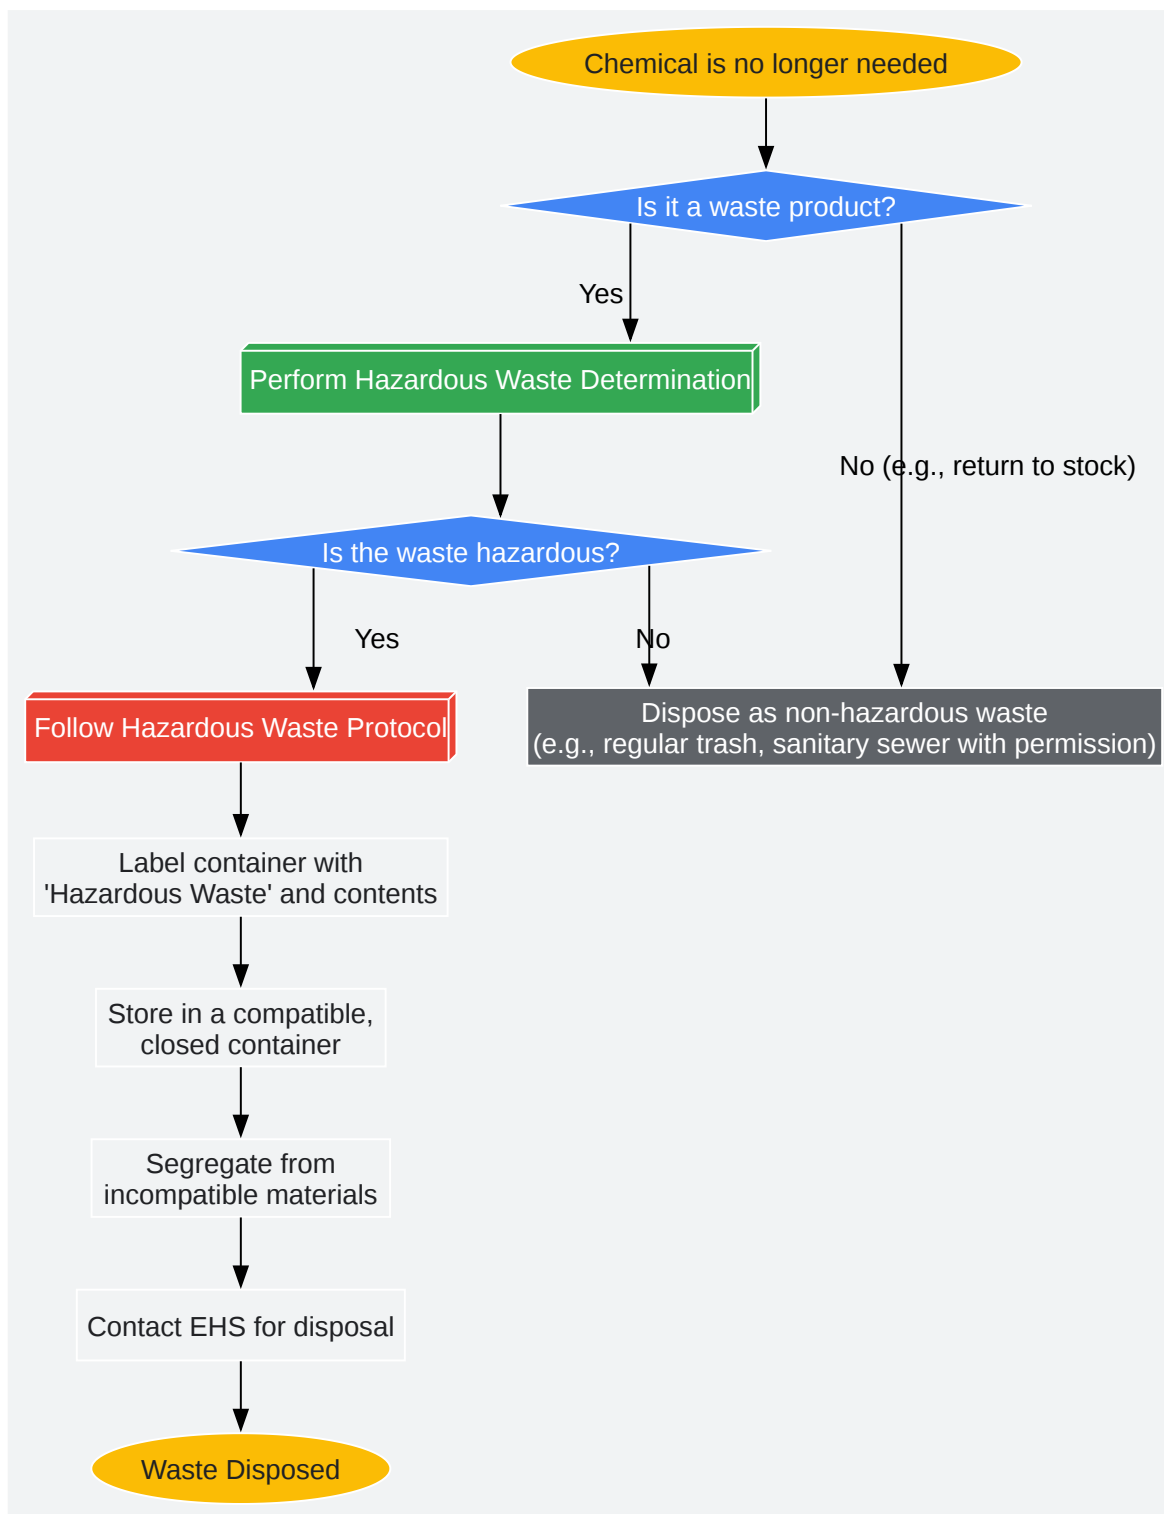 Chemical is no longer needed
Is it a waste product?
Yes
Perform Hazardous Waste Determination
No (e.g., return to stock)
Is the waste hazardous?
Yes
No
Follow Hazardous Waste Protocol
Dispose as non-hazardous waste
(e.g., regular trash, sanitary sewer with permission)
Label container with
'Hazardous Waste' and contents
Store in a compatible,
closed container
Segregate from
incompatible materials
Contact EHS for disposal
Waste Disposed